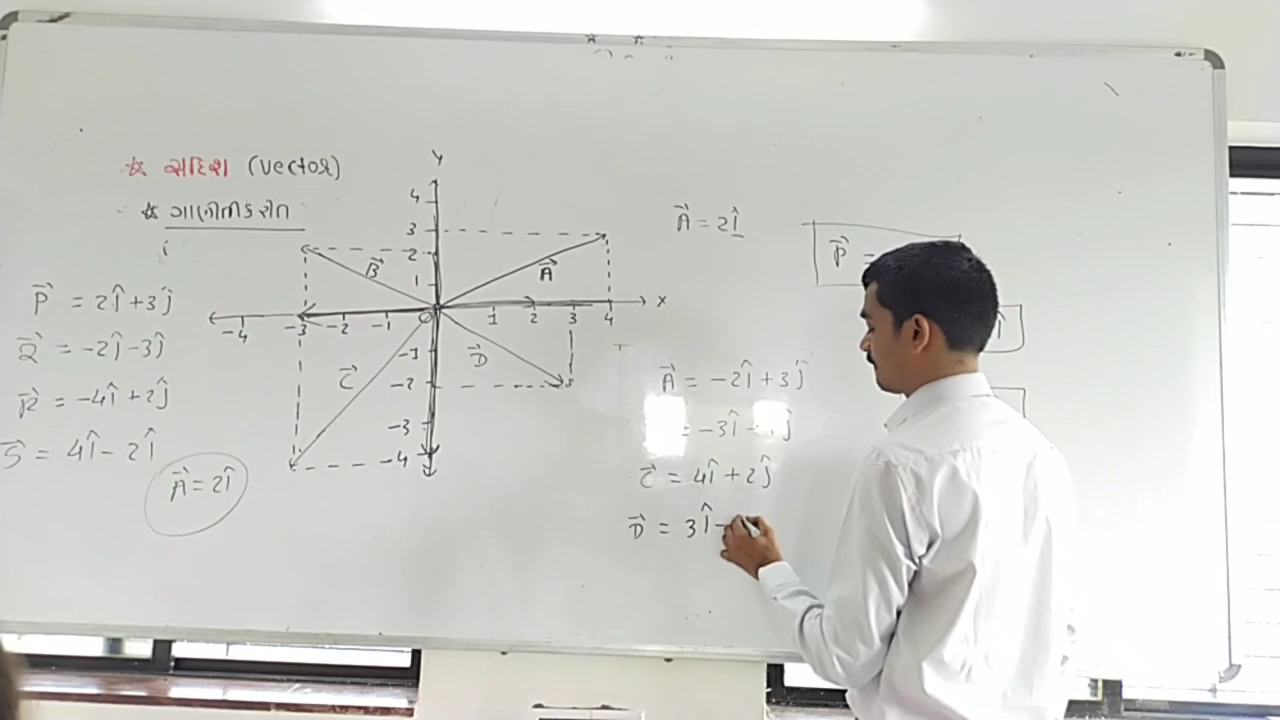 ☆ સદિશ (vector)
☆ ગાણીતીક રીત
P⃗ = 2î+3ĵ
Q⃗ = -2î-3ĵ
R⃗ = -4î+2ĵ
S⃗ = 4î-2î
A⃗ = 2î
Y
4
3
2
1
B⃗
A⃗
-4 -3 -2 -1 O 1 2 3 4 X
-1
C⃗
D⃗
-2
-3
-4
A⃗ = 2î
P⃗ =
A⃗ = -2î+3ĵ
= -3î- ĵ
C⃗ = 4î+2ĵ
D⃗ = 3î-